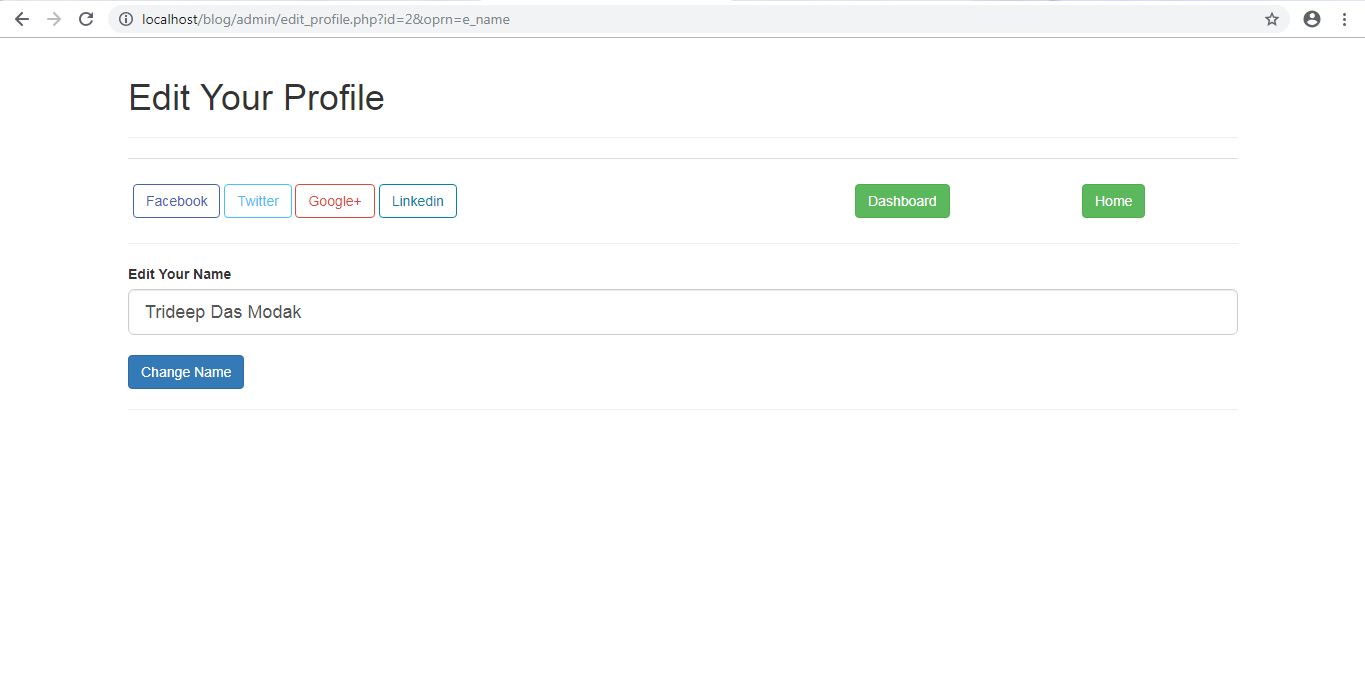 localhost/blog/admin/edit_profile.php?id=2&oprn=e_name
Edit Your Profile
Facebook Twitter Google+ Linkedin Dashboard Home
Edit Your Name
Trideep Das Modak
Change Name